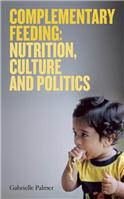 COMPLEMENTARY
FEEDING:
NUTRITION,
CULTURE
AND POLITICS
Gabrielle Palmer